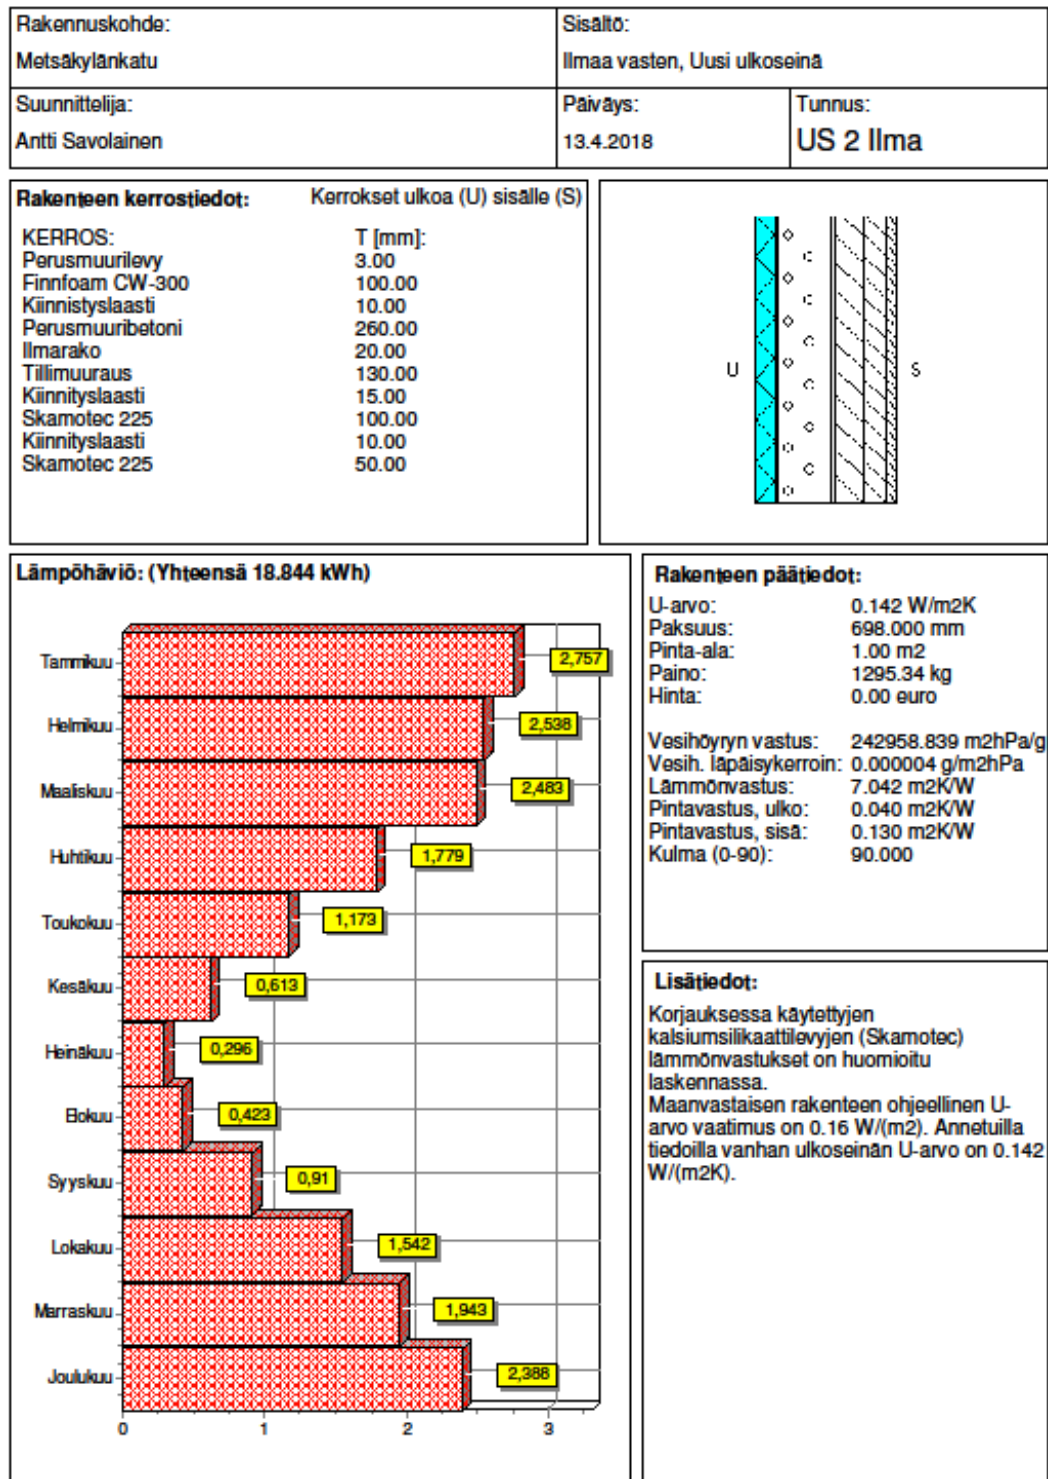 Rakennuskohde:
Metsäkylänkatu
Sisältö:
Ilmaa vasten, Uusi ulkoseinä
Suunnittelija:
Antti Savolainen
Päiväys:
13.4.2018
Tunnus:
US 2 Ilma
Rakenteen kerrostiedot: Kerrokset ulkoa (U) sisälle (S)
KERROS: T [mm]:
Perusmuurilevy 3.00
Finnfoam CW-300 100.00
Kiinnistyslaasti 10.00
Perusmuuribetoni 260.00
Ilmarako 20.00
Tillimuuraus 130.00
Kiinnityslaasti 15.00
Skamotec 225 100.00
Kiinnityslaasti 10.00
Skamotec 225 50.00
U S
Lämpöhäviö: (Yhteensä 18.844 kWh)
Tammikuu 2,757
Helmikuu 2,538
Maaliskuu 2,483
Huhtikuu 1,779
Toukokuu 1,173
Kesäkuu 0,613
Heinäkuu 0,296
Elokuu 0,423
Syyskuu 0,91
Lokakuu 1,542
Marraskuu 1,943
Joulukuu 2,388
0 1 2 3
Rakenteen päätiedot:
U-arvo: 0.142 W/m2K
Paksuus: 698.000 mm
Pinta-ala: 1.00 m2
Paino: 1295.34 kg
Hinta: 0.00 euro
Vesihöyryn vastus: 242958.839 m2hPa/g
Vesih. läpäisykerroin: 0.000004 g/m2hPa
Lämmönvastus: 7.042 m2K/W
Pintavastus, ulko: 0.040 m2K/W
Pintavastus, sisä: 0.130 m2K/W
Kulma (0-90): 90.000
Lisätiedot:
Korjauksessa käytettyjen
kalsiumsilikaattilevyjen (Skamotec)
lämmönvastukset on huomioitu
laskennassa.
Maanvastaisen rakenteen ohjeellinen U-
arvo vaatimus on 0.16 W/(m2). Annetuilla
tiedoilla vanhan ulkoseinän U-arvo on 0.142
W/(m2K).